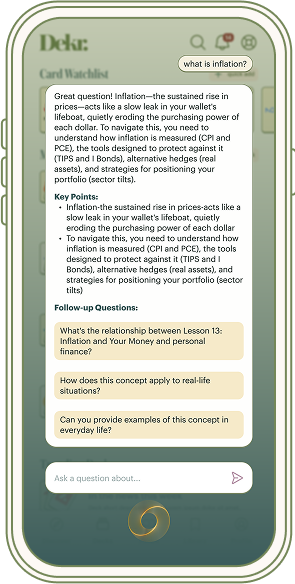 Dekr.
Card Watchlist
what is inflation?
Great question! Inflation—the sustained rise in
prices—acts like a slow leak in your wallet's
lifeboat, quietly eroding the purchasing power of
each dollar. To navigate this, you need to
understand how inflation is measured (CPI and
PCE), the tools designed to protect against it
(TIPS and I Bonds), alternative hedges (real
assets), and strategies for positioning your
portfolio (sector tilts).
Key Points:
• Inflation-the sustained rise in prices-acts like a
slow leak in your wallet's lifeboat, quietly
eroding the purchasing power of each dollar
• To navigate this, you need to understand how
inflation is measured (CPI and PCE), the tools
designed to protect against it (TIPS and I
Bonds), alternative hedges (real assets), and
strategies for positioning your portfolio (sector
tilts)
Follow-up Questions:
What's the relationship between Lesson 13:
Inflation and Your Money and personal
finance?
How does this concept apply to real-life
situations?
Can you provide examples of this concept in
everyday life?
Ask a question about...